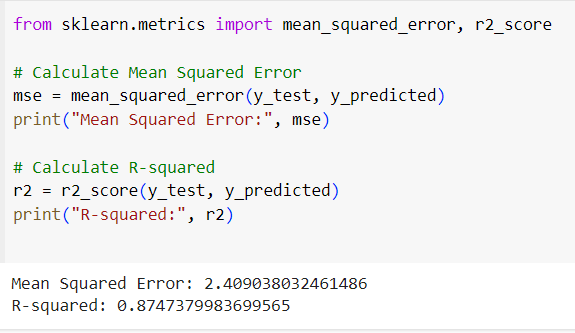 from sklearn.metrics import mean_squared_error, r2_score
# Calculate Mean Squared Error
mse = mean_squared_error(y_test, y_predicted)
print("Mean Squared Error:", mse)
# Calculate R-squared
r2 = r2_score(y_test, y_predicted)
print("R-squared:", r2)
Mean Squared Error: 2.409038032461486
R-squared: 0.8747379983699565